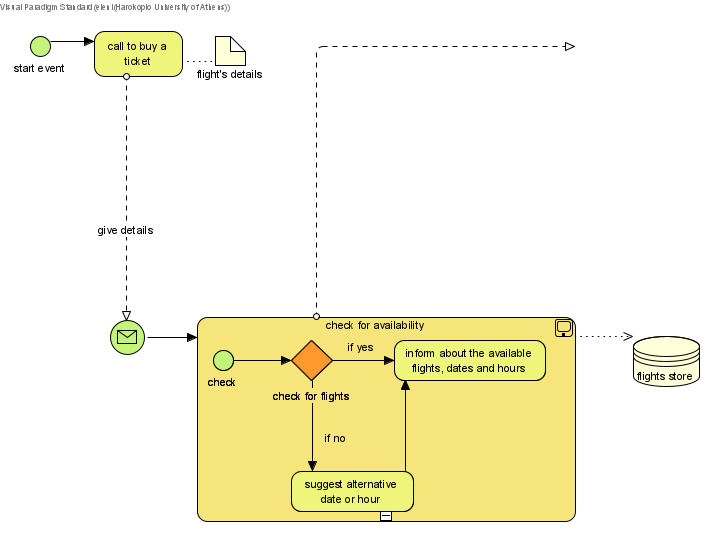 Visual Paradigm Standard(eleni(Harokopio University of Athens))
call to buy a
ticket
start event
flight's details
give details
check for availability
if yes
inform about the available
flights, dates and hours
check
check for flights
flights store
if no
suggest alternative
date or hour